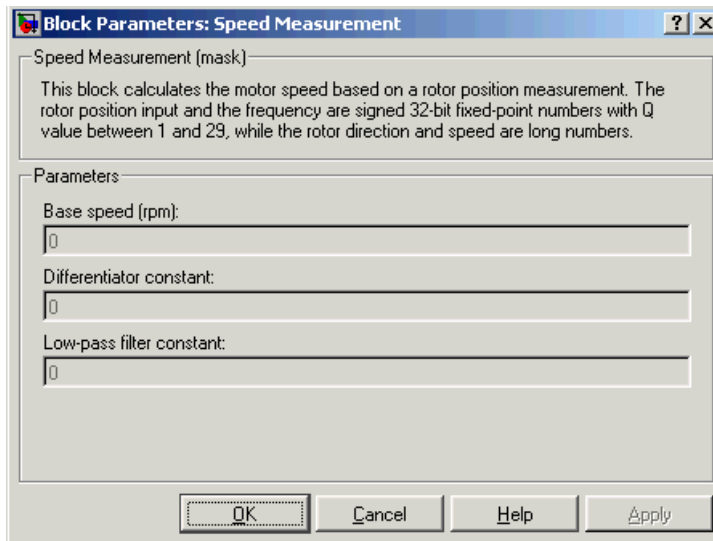 Block Parameters: Speed Measurement
Speed Measurement (mask)
This block calculates the motor speed based on a rotor position measurement. The
rotor position input and the frequency are signed 32-bit fixed-point numbers with Q
value between 1 and 29, while the rotor direction and speed are long numbers.
Parameters
Base speed (rpm):
0
Differentiator constant:
0
Low-pass filter constant:
0
OK Cancel Help Apply